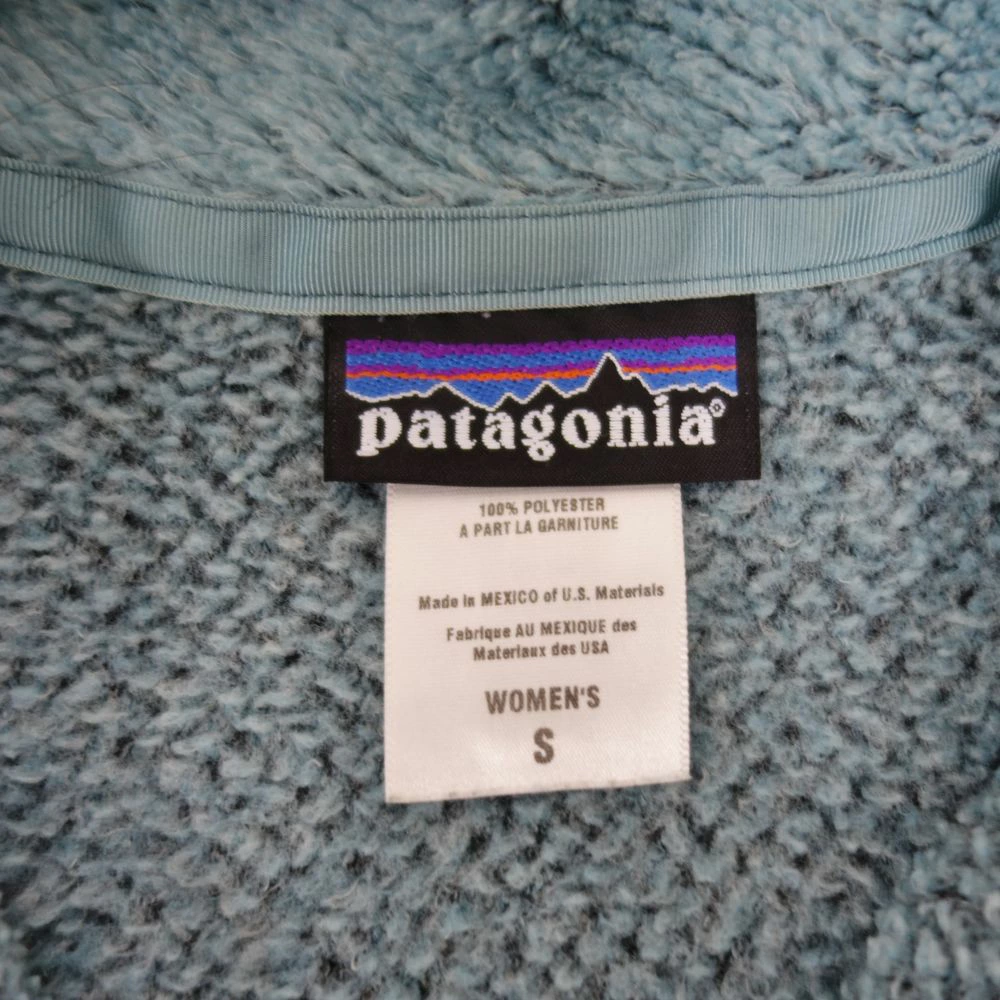 patagonia®
100% POLYESTER
A PART LA GARNITURE
Made in MEXICO of U.S. Materials
Fabrique AU MEXIQUE des
Materiaux des USA
WOMEN'S
S